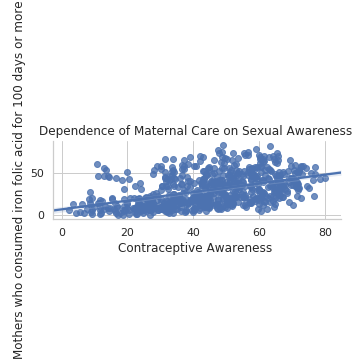 Dependence of Maternal Care on Sexual Awareness
Mothers who consumed iron folic acid for 100 days or more
50
0
0
20
40
60
80
Contraceptive Awareness